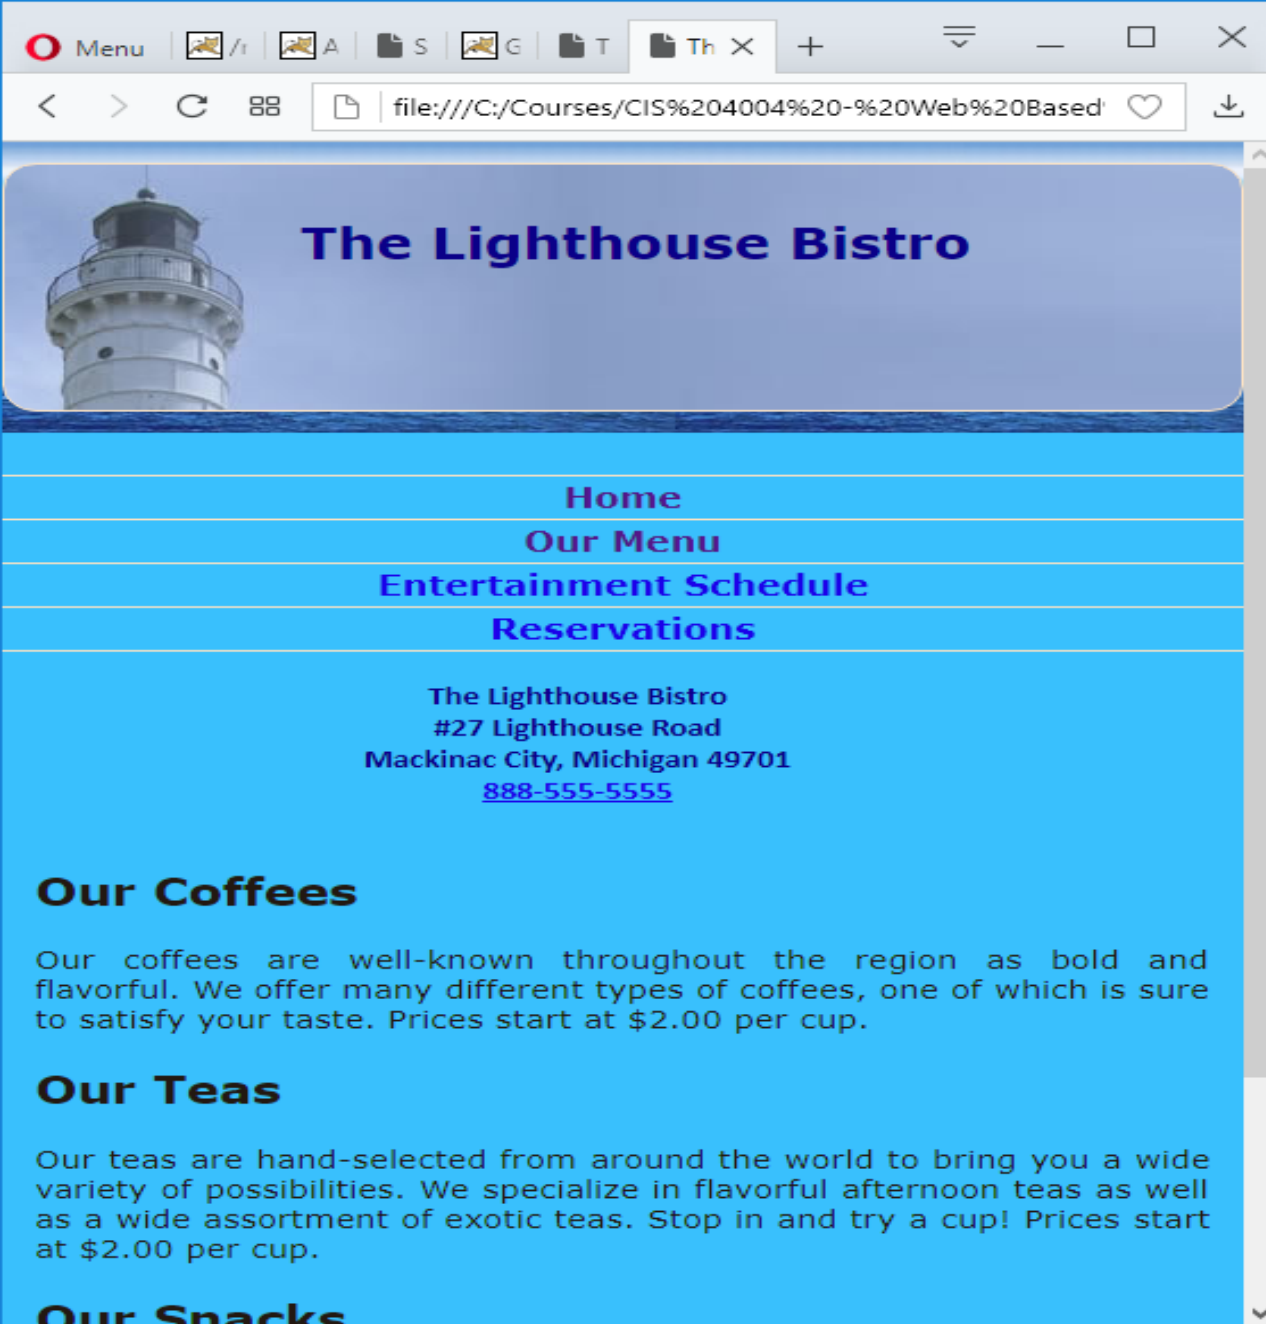 Menu
/r
A
S
G
T
Th
file:///C:/Courses/CIS%204004%20-%20Web%20Based
The Lighthouse Bistro
Home
Our Menu
Entertainment Schedule
Reservations
The Lighthouse Bistro
#27 Lighthouse Road
Mackinac City, Michigan 49701
888-555-5555
Our Coffees
Our coffees are well-known throughout the region as bold and
flavorful. We offer many different types of coffees, one of which is sure
to satisfy your taste. Prices start at $2.00 per cup.
Our Teas
Our teas are hand-selected from around the world to bring you a wide
variety of possibilities. We specialize in flavorful afternoon teas as well
as a wide assortment of exotic teas. Stop in and try a cup! Prices start
at $2.00 per cup.
Our Snacks